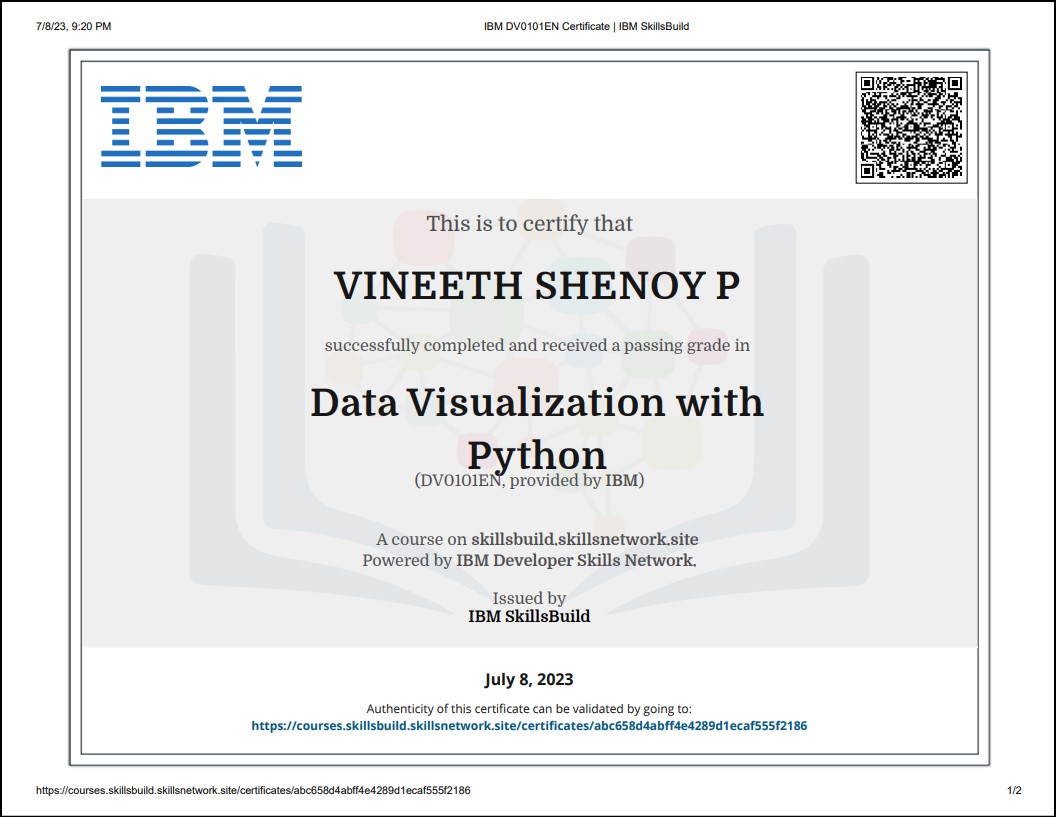 7/8/23, 9:20 PM
IBM DV0101EN Certificate | IBM SkillsBuild
IBM
This is to certify that
VINEETH SHENOY P
successfully completed and received a passing grade in
Data Visualization with
Python
(DV0101EN, provided by IBM)
A course on skillsbuild.skillsnetwork.site
Powered by IBM Developer Skills Network.
Issued by
IBM SkillsBuild
July 8, 2023
Authenticity of this certificate can be validated by going to:
https://courses.skillsbuild.skillsnetwork.site/certificates/abc658d4abff4e4289d1ecaf555f2186
https://courses.skillsbuild.skillsnetwork.site/certificates/abc658d4abff4e4289d1ecaf555f2186
1/2